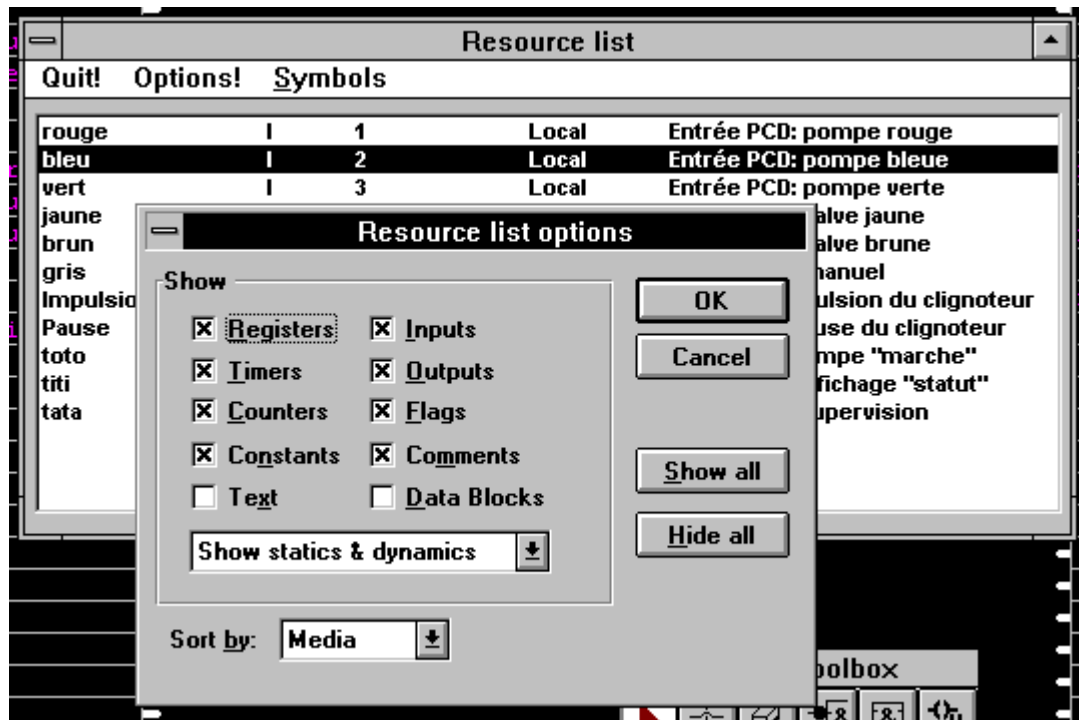 Resource list
Quit! Options! Symbols
rouge I 1 Local Entrée PCD: pompe rouge
bleu I 2 Local Entrée PCD: pompe bleue
vert I 3 Local Entrée PCD: pompe verte
jaune alve jaune
brun alve brune
gris manuel
Impulsio ulsion du clignoteur
Pause use du clignoteur
toto mpe "marche"
titi fichage "statut"
tata upervision
Resource list options
Show
Registers Inputs
Timers Outputs
Counters Flags
Constants Comments
Text Data Blocks
Show statics & dynamics
Sort by: Media
OK
Cancel
Show all
Hide all
oolbox